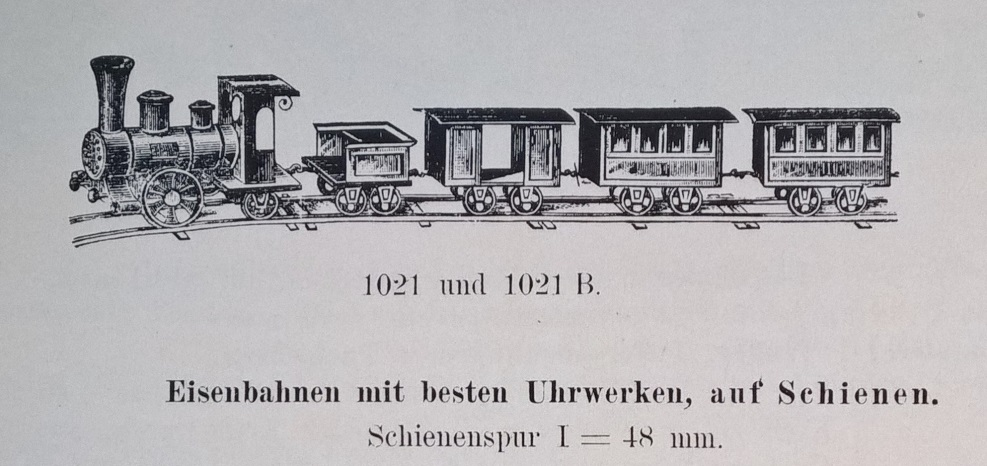 1021 und 1021 B.
Eisenbahnen mit besten Uhrwerken, auf Schienen.
Schienenspur I = 48 mm.